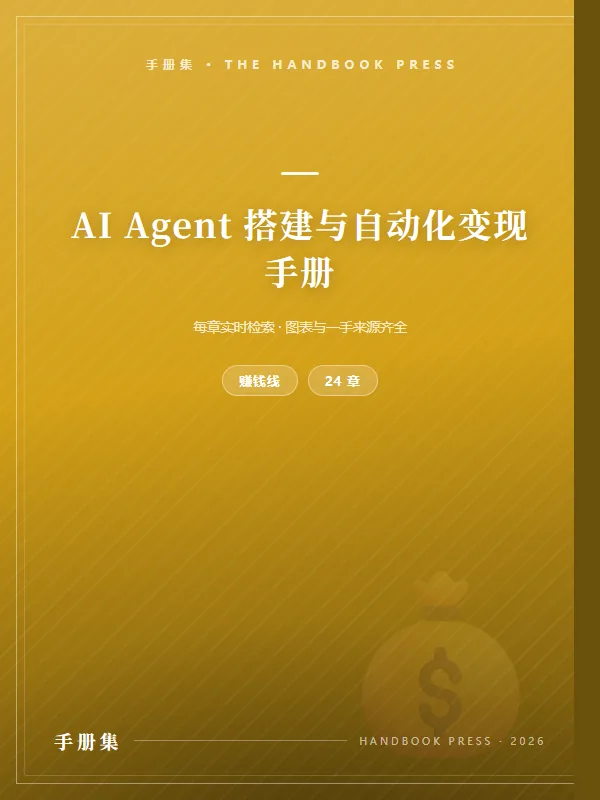 手册集 • THE HANDBOOK PRESS
AI Agent 搭建与自动化变现
手册
每章实时检索 · 图表与一手来源齐全
赚钱线
24 章
$
手册集
HANDBOOK PRESS · 2026